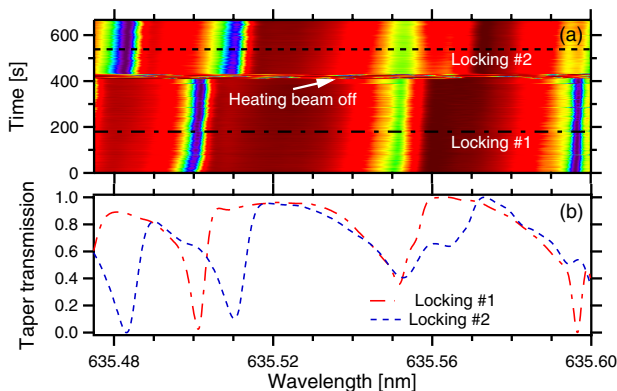 (a)
600
Locking #2
400
Heating beam off
200
Locking #1
0
Time [s]
(b)
1.0
0.8
0.6
0.4
0.2
0.0
Taper transmission
Locking #1
Locking #2
635.48
635.52
635.56
635.60
Wavelength [nm]